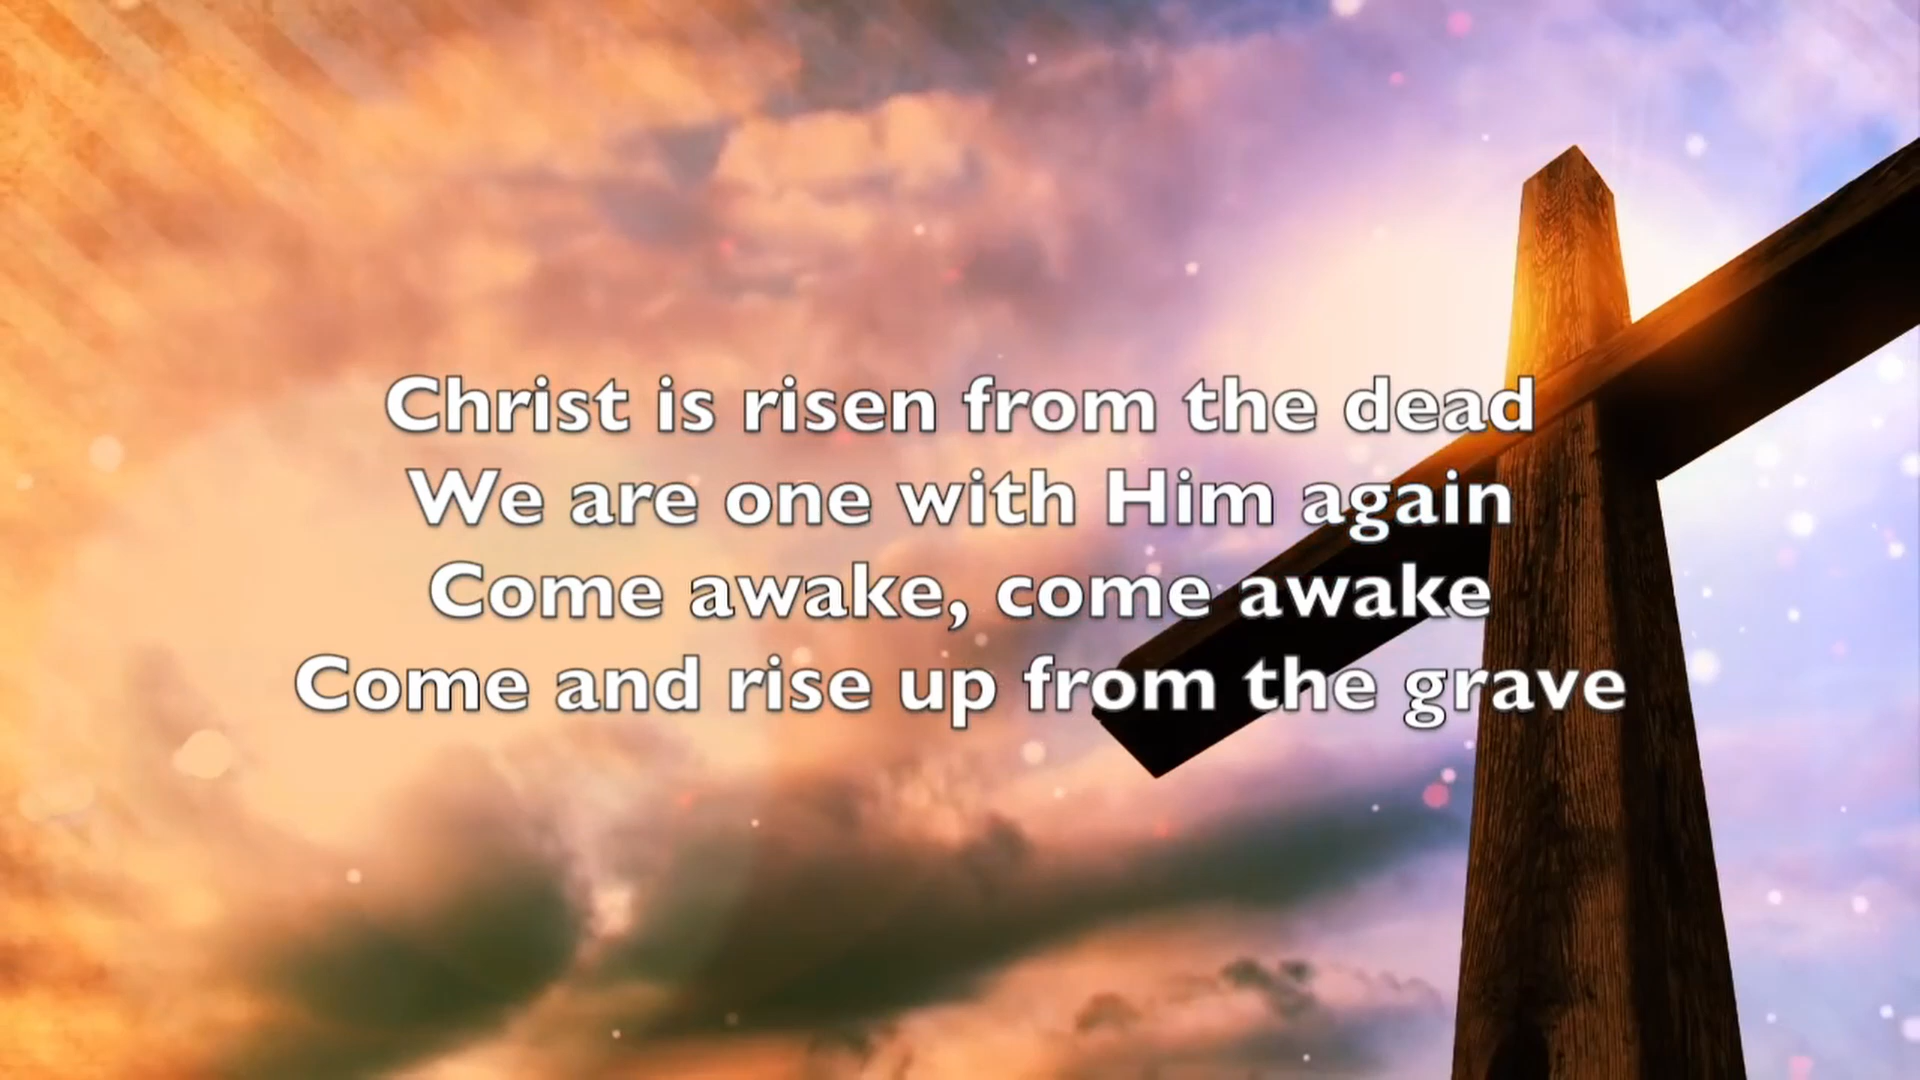 Christ is risen from the dead
We are one with Him again
Come awake, come awake
Come and rise up from the grave